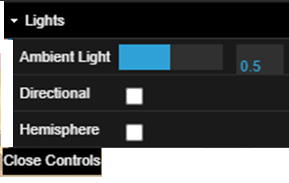 Lights
Ambient Light 0.5
Directional
Hemisphere
Close Controls